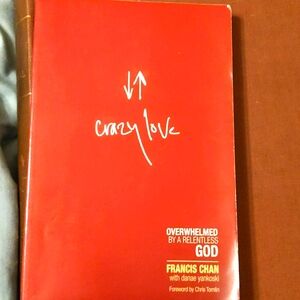 crazy love
OVERWHELMED
BY A RELENTLESS
GOD
FRANCIS CHAN
with danae yankoski
Foreword by Chris Tomlin